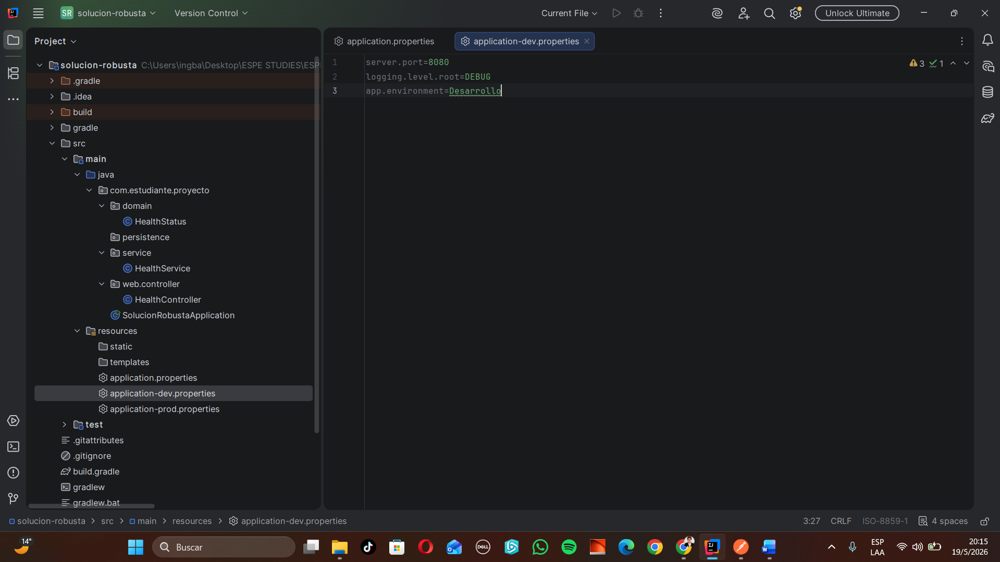 SR solucion-robusta Version Control Current File Unlock Ultimate
Project
application.properties application-dev.properties
solucion-robusta C:\Users\ingba\Desktop\ESPE STUDIES\ESP
.gradle
.idea
build
gradle
src
main
java
com.estudiante.proyecto
domain
HealthStatus
persistence
service
HealthService
web.controller
HealthController
SolucionRobustaApplication
resources
static
templates
application.properties
application-dev.properties
application-prod.properties
test
.gitattributes
.gitignore
build.gradle
gradlew
gradlew.bat
1 server.port=8080
2 logging.level.root=DEBUG
3 app.environment=Desarrollo
3 1
solucion-robusta > src > main > resources > application-dev.properties
3:27 CRLF ISO-8859-1 4 spaces
14°
Buscar
DELL
ESP
LAA
20:15
19/5/2026